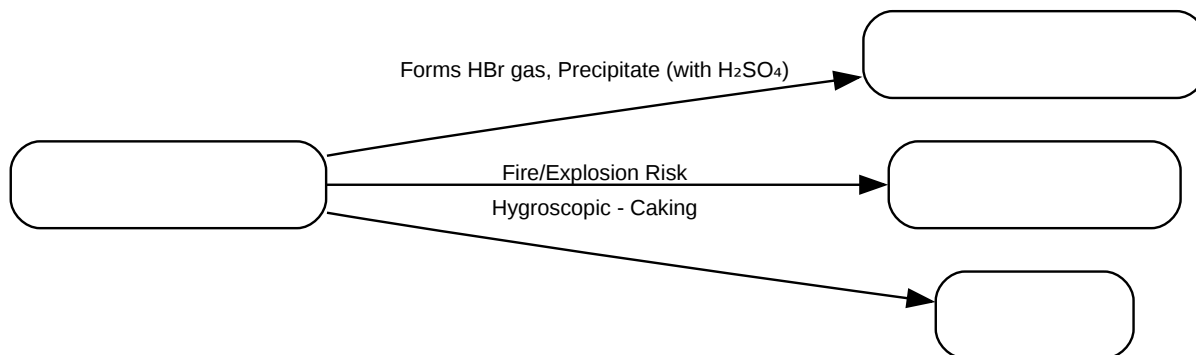 Forms HBr gas, Precipitate (with H₂SO₄)
Fire/Explosion Risk
Hygroscopic - Caking